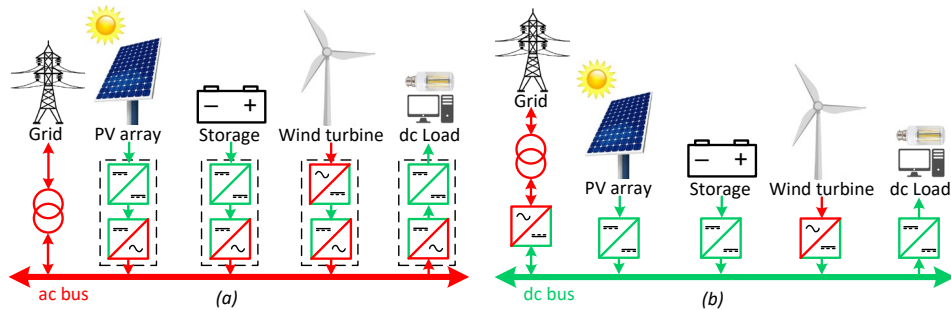 Grid
PV array
Storage
Wind turbine
dc Load
ac bus
(a)
Grid
PV array
Storage
Wind turbine
dc Load
dc bus
(b)